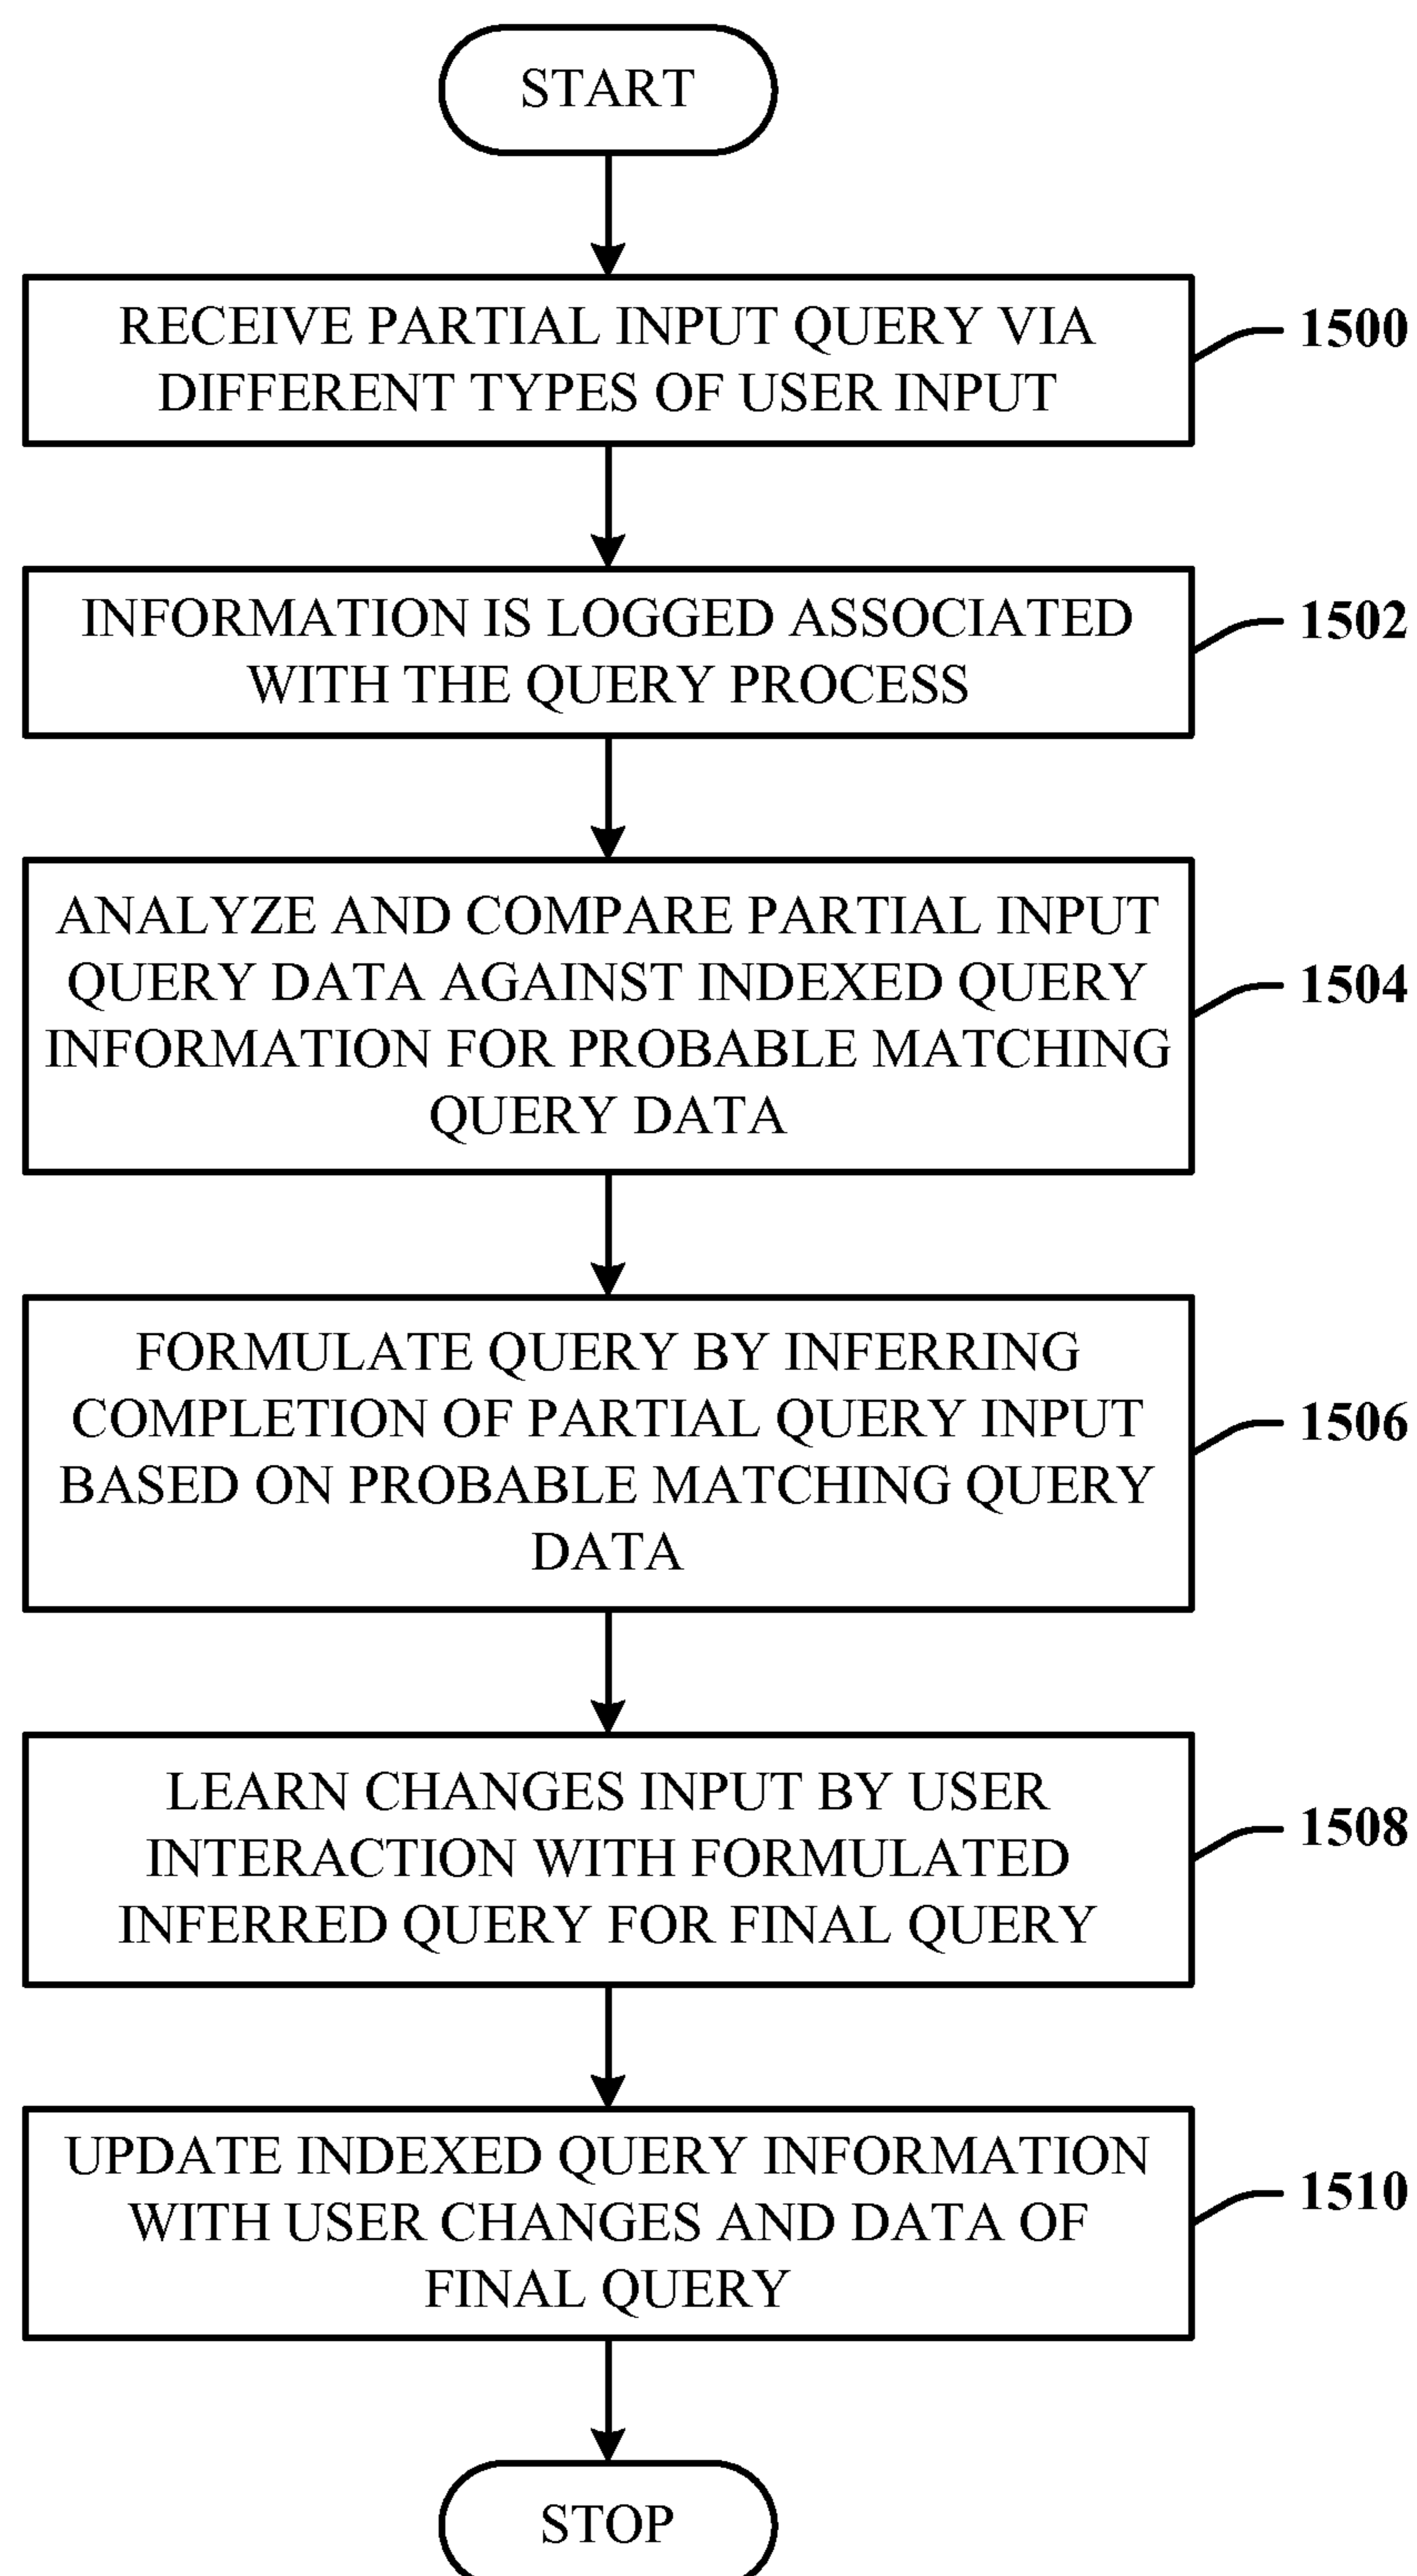 START
RECEIVE PARTIAL INPUT QUERY VIA
DIFFERENT TYPES OF USER INPUT
1500
INFORMATION IS LOGGED ASSOCIATED
WITH THE QUERY PROCESS
1502
ANALYZE AND COMPARE PARTIAL INPUT
QUERY DATA AGAINST INDEXED QUERY
INFORMATION FOR PROBABLE MATCHING
QUERY DATA
1504
FORMULATE QUERY BY INFERRING
COMPLETION OF PARTIAL QUERY INPUT
BASED ON PROBABLE MATCHING QUERY
DATA
1506
LEARN CHANGES INPUT BY USER
INTERACTION WITH FORMULATED
INFERRED QUERY FOR FINAL QUERY
1508
UPDATE INDEXED QUERY INFORMATION
WITH USER CHANGES AND DATA OF
FINAL QUERY
1510
STOP